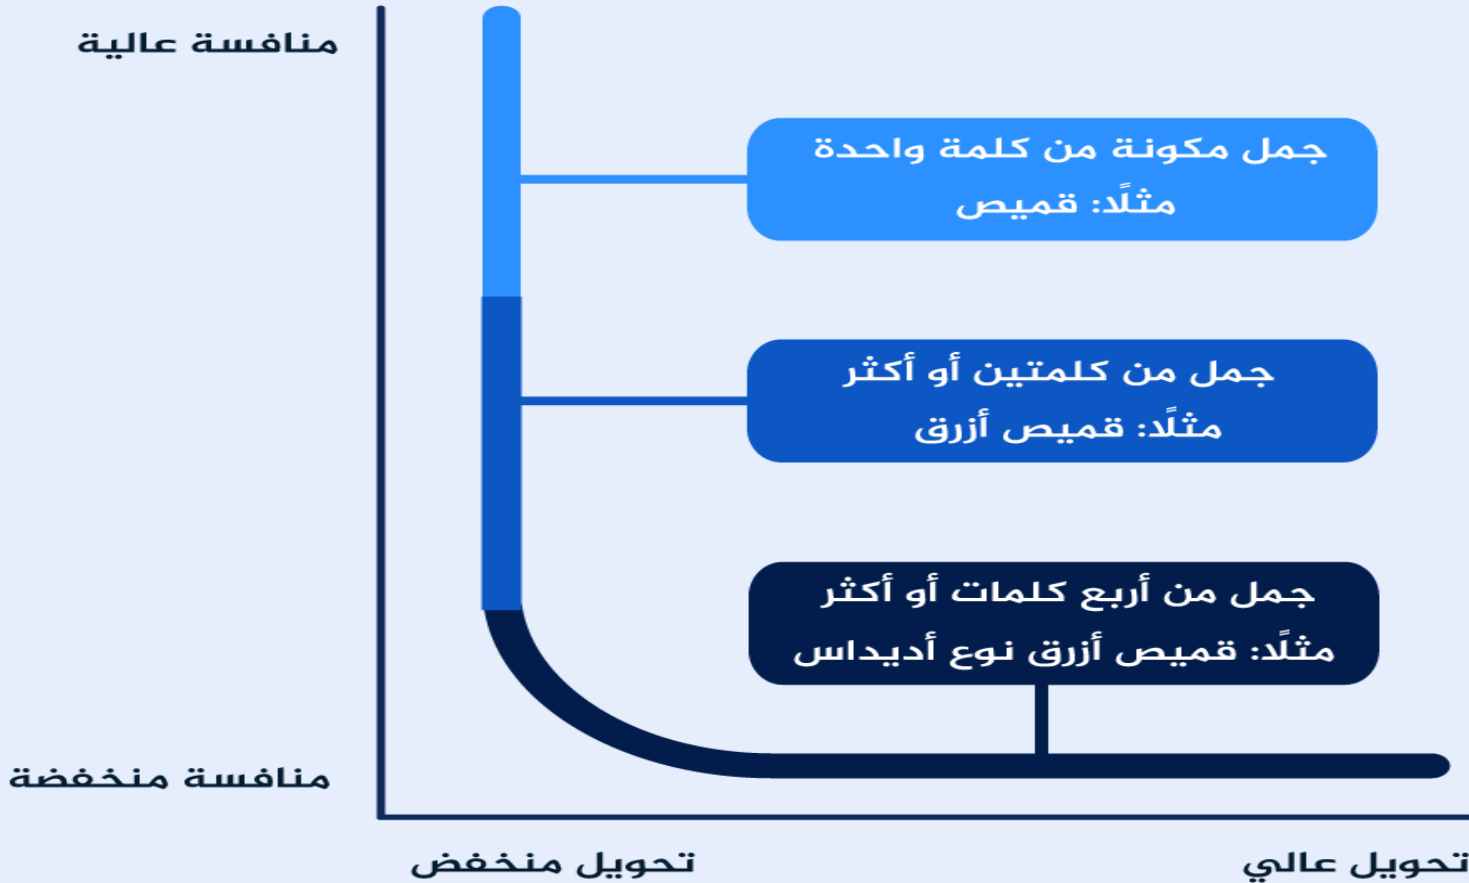 منافسة عالية
جمل مكونة من كلمة واحدة
مثلًا: قميص
جمل من كلمتين أو أكثر
مثلًا: قميص أزرق
جمل من أربع كلمات أو أكثر
مثلًا: قميص أزرق نوع أديداس
منافسة منخفضة
تحويل عالي
تحويل منخفض